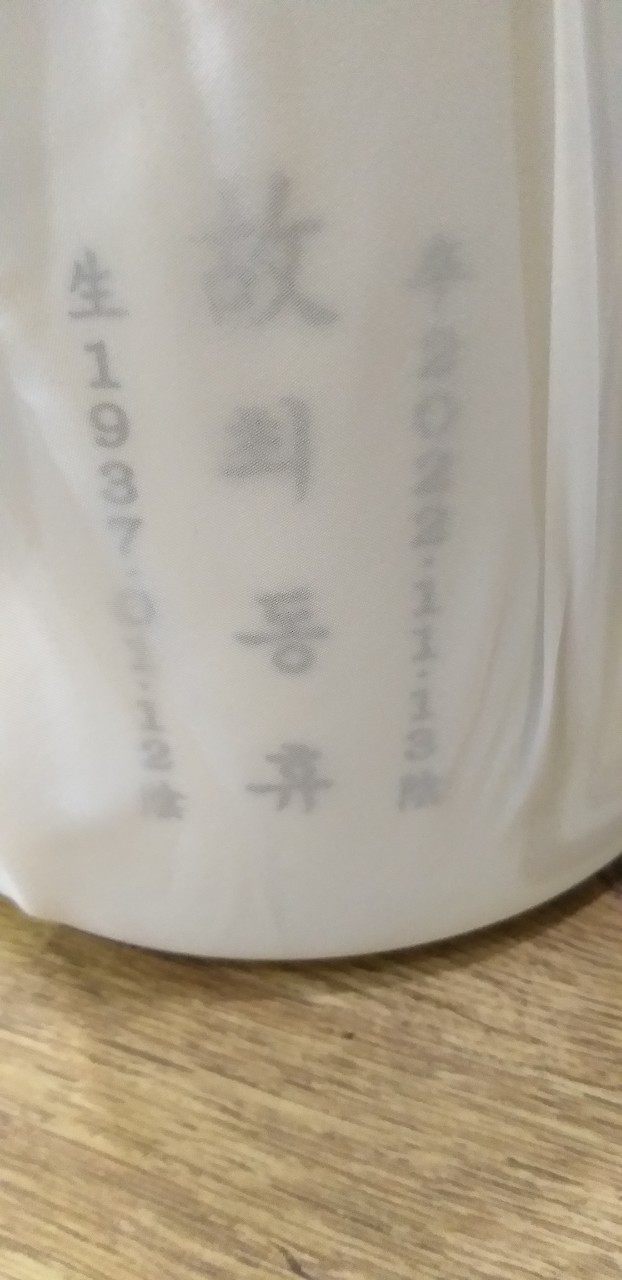 生 1937.01.12 陰
故 최 동 휴
卒 2022.11.13 陰